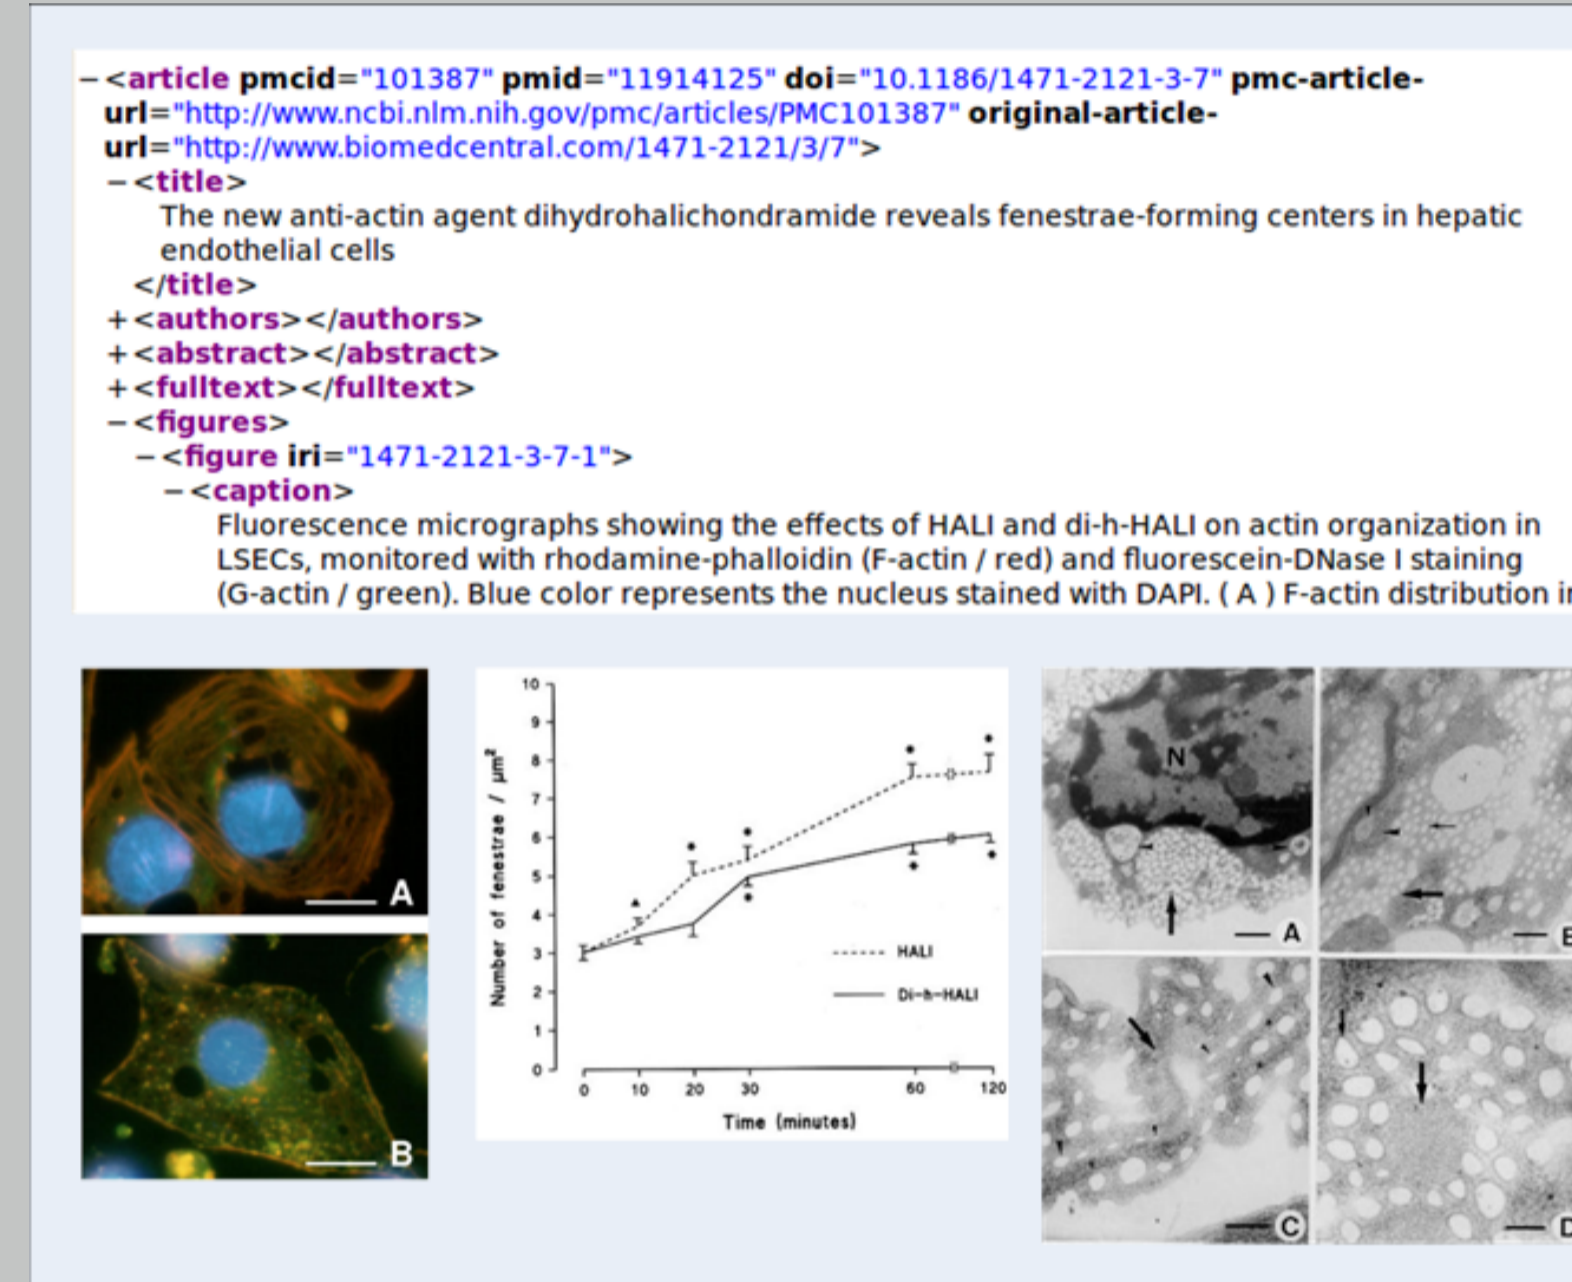 −<article pmcid="101387" pmid="11914125" doi="10.1186/1471-2121-3-7" pmc-article-
url="http://www.ncbi.nlm.nih.gov/pmc/articles/PMC101387" original-article-
url="http://www.biomedcentral.com/1471-2121/3/7">
−<title>
The new anti-actin agent dihydrohalichondramide reveals fenestrae-forming centers in hepatic
endothelial cells
</title>
+<authors></authors>
+<abstract></abstract>
+<fulltext></fulltext>
−<figures>
−<figure iri="1471-2121-3-7-1">
−<caption>
Fluorescence micrographs showing the effects of HALI and di-h-HALI on actin organization in
LSECs, monitored with rhodamine-phalloidin (F-actin / red) and fluorescein-DNase I staining
(G-actin / green). Blue color represents the nucleus stained with DAPI. ( A ) F-actin distribution
A
B
Number of fenestrae / µm²
10
9
8
7
6
5
4
3
2
1
0
HALI
Di-h-HALI
0 10 20 30 60 120
Time (minutes)
N
A
C